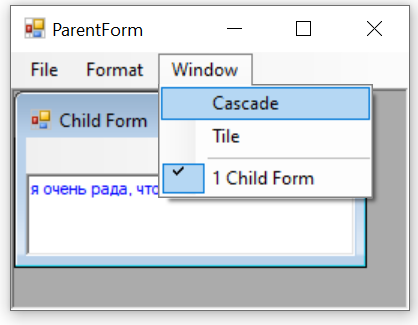 ParentForm
File Format Window
Cascade
Child Form
Tile
1 Child Form
я очень рада, что